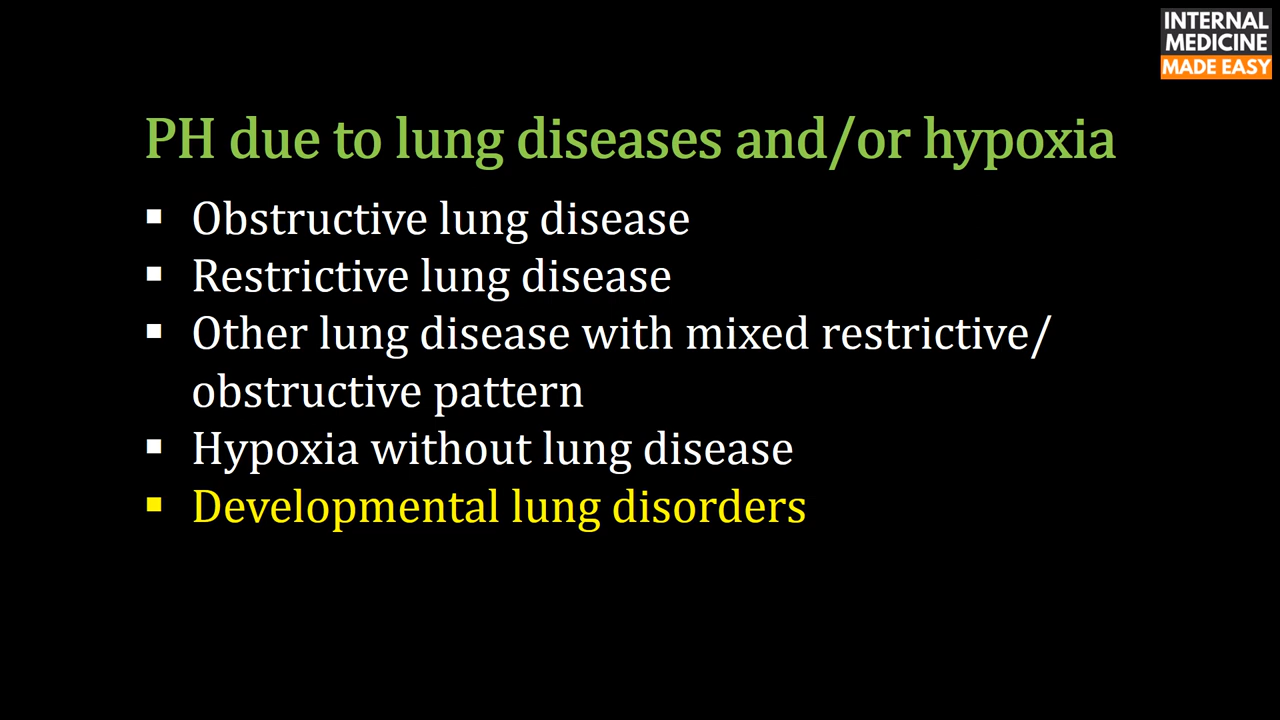 INTERNAL
MEDICINE
MADE EASY
PH due to lung diseases and/or hypoxia
▪ Obstructive lung disease
▪ Restrictive lung disease
▪ Other lung disease with mixed restrictive/
obstructive pattern
▪ Hypoxia without lung disease
▪ Developmental lung disorders